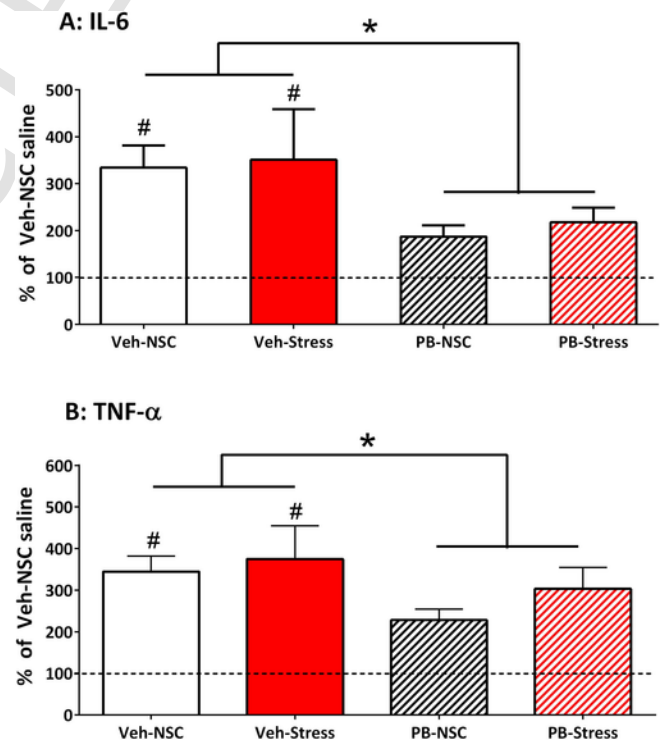 A: IL-6
*
% of Veh-NSC saline
500
400
300
200
100
0
# #
Veh-NSC Veh-Stress PB-NSC PB-Stress
B: TNF-α
*
% of Veh-NSC saline
600
500
400
300
200
100
0
# #
Veh-NSC Veh-Stress PB-NSC PB-Stress